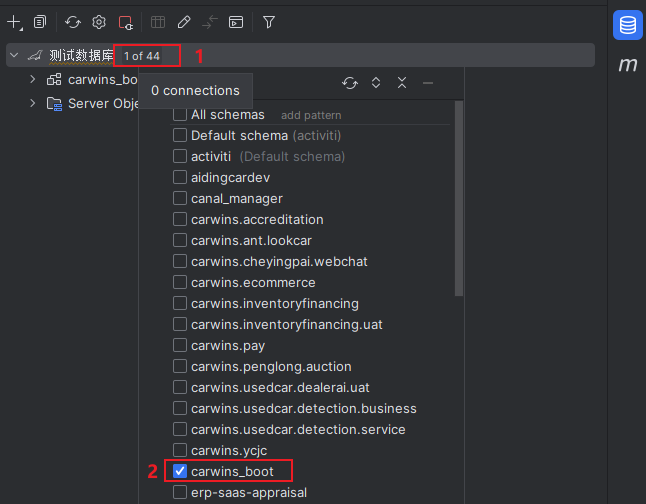 测试数据库 1 of 44 1
carwins_bo
0 connections
Server Obje
All schemas add pattern
Default schema (activiti)
activiti (Default schema)
aidingcardev
canal_manager
carwins.accreditation
carwins.ant.lookcar
carwins.cheyingpai.webchat
carwins.ecommerce
carwins.inventoryfinancing
carwins.inventoryfinancing.uat
carwins.pay
carwins.penglong.auction
carwins.usedcar.dealerai.uat
carwins.usedcar.detection.business
carwins.usedcar.detection.service
carwins.ycjc
2 carwins_boot
erp-saas-appraisal
m